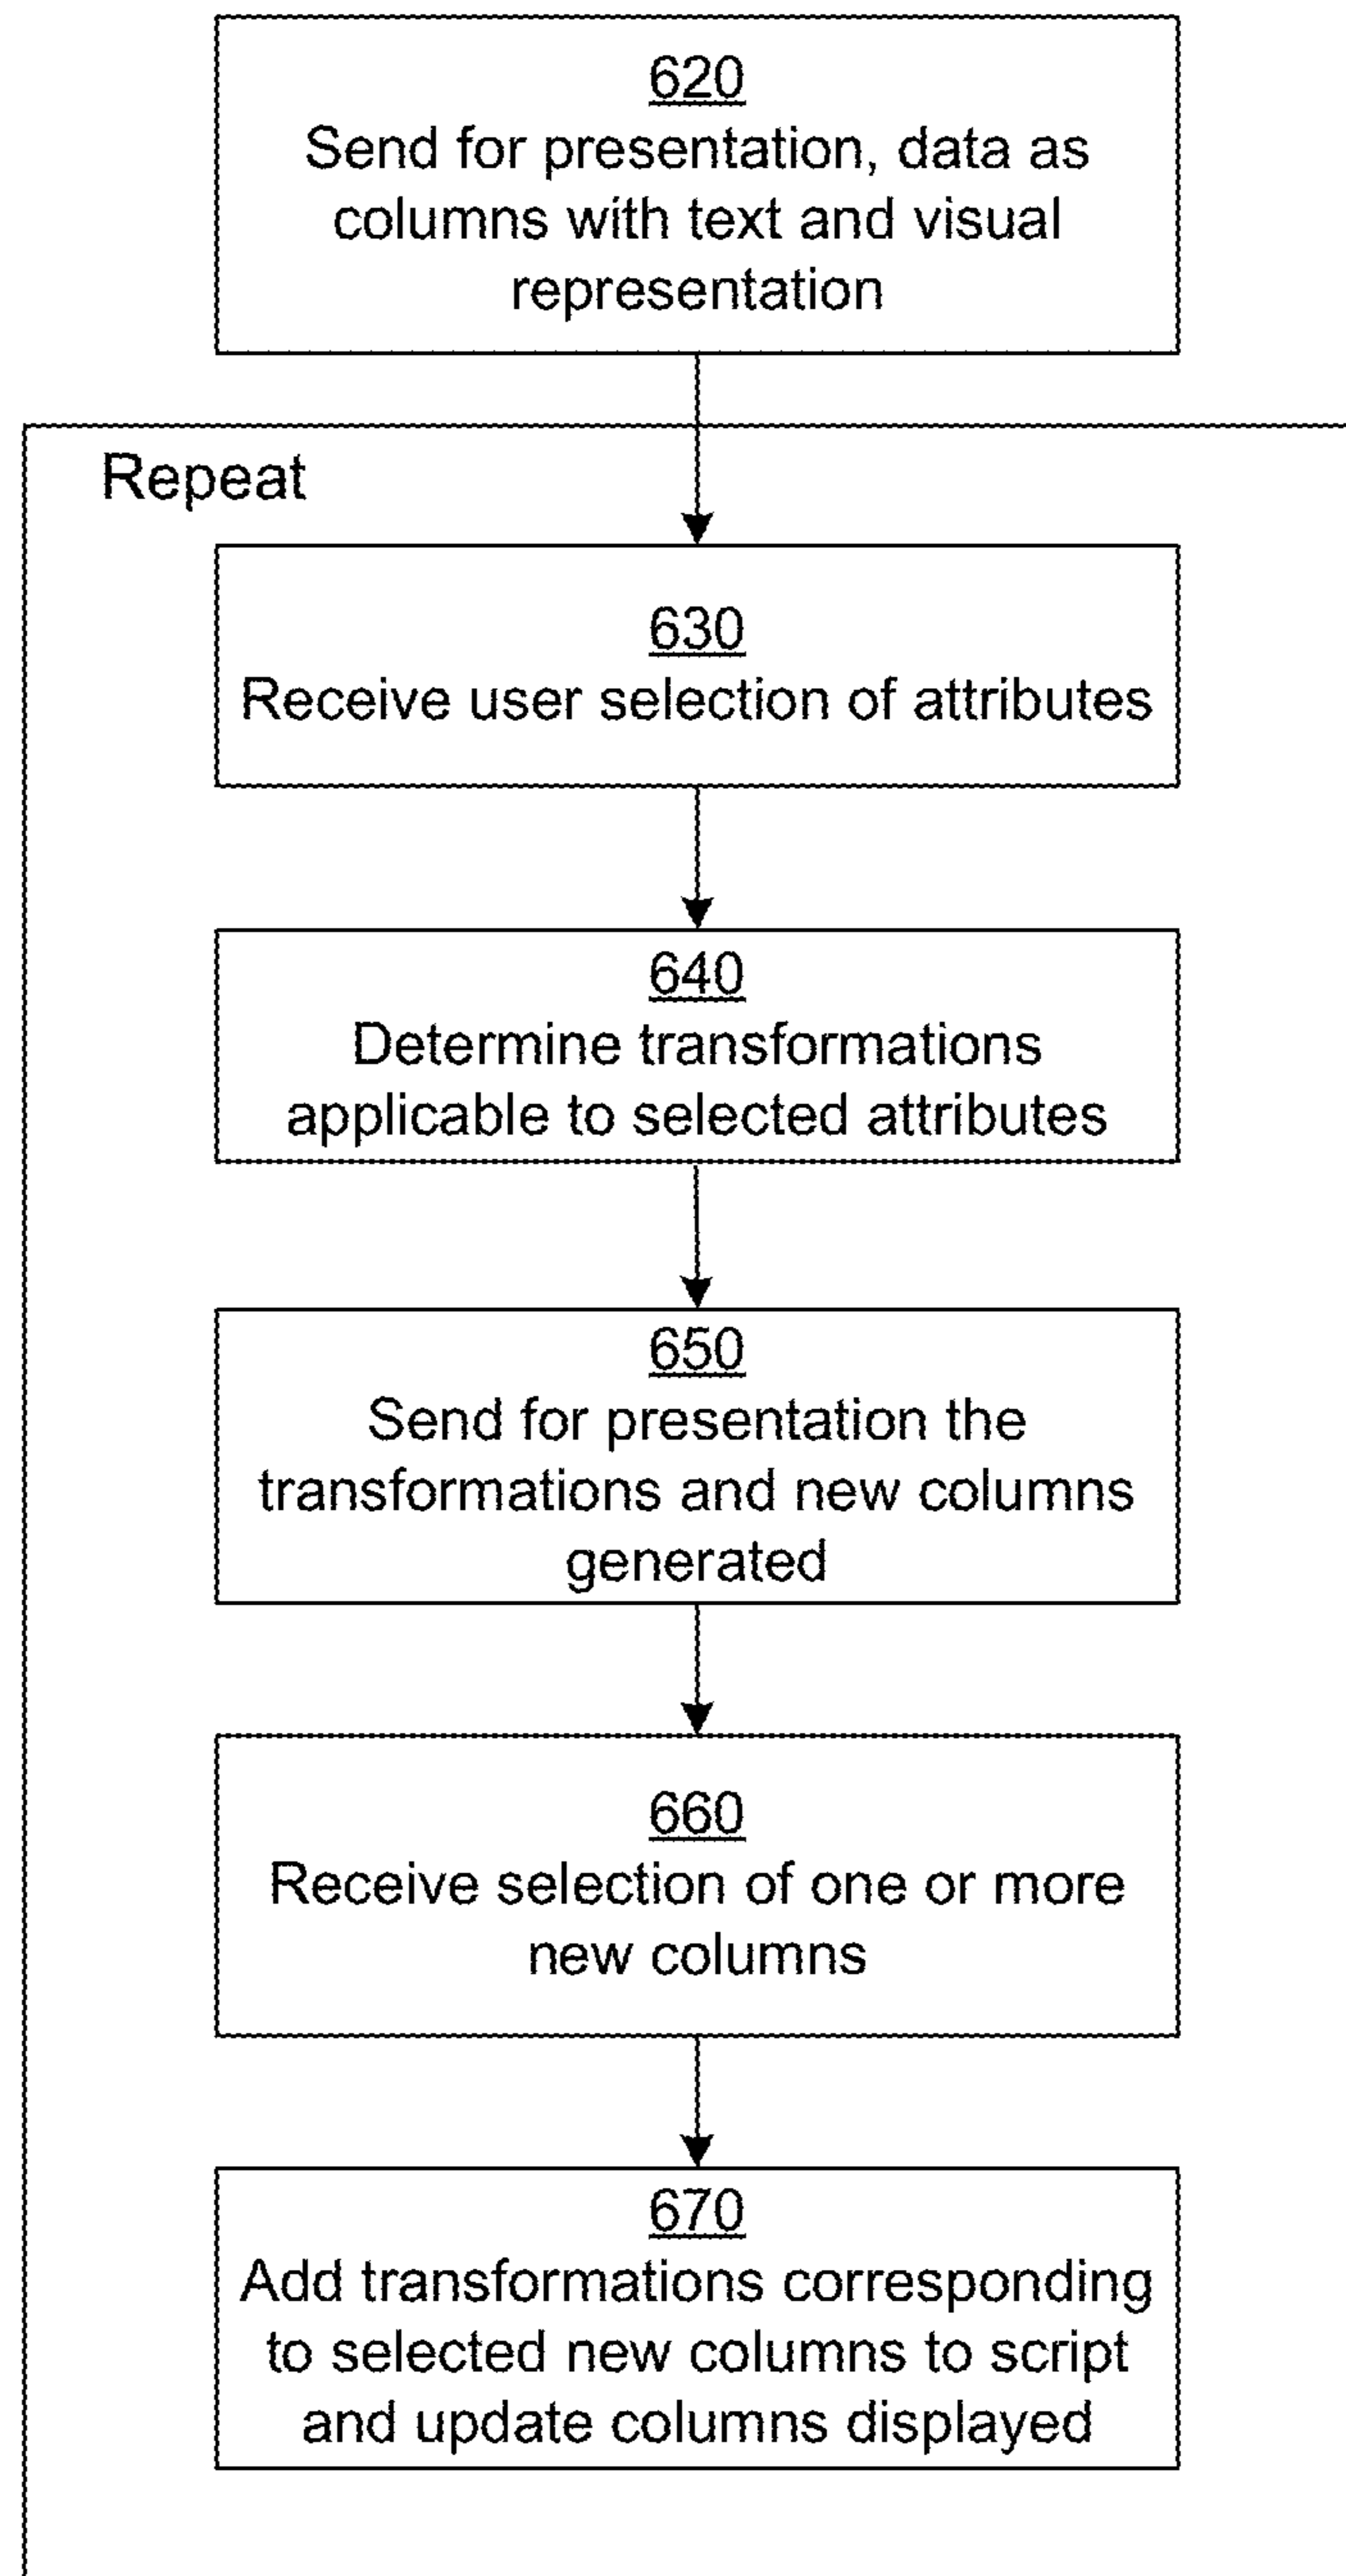 620
Send for presentation, data as
columns with text and visual
representation
Repeat
630
Receive user selection of attributes
640
Determine transformations
applicable to selected attributes
650
Send for presentation the
transformations and new columns
generated
660
Receive selection of one or more
new columns
670
Add transformations corresponding
to selected new columns to script
and update columns displayed